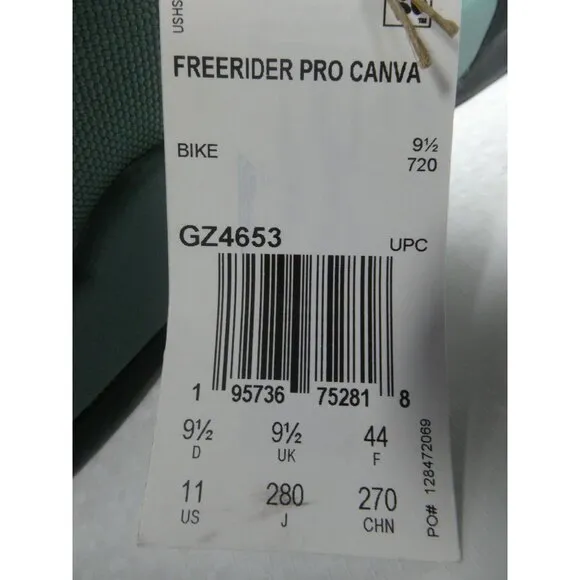 USHS
TM
FREERIDER PRO CANVA
BIKE 9½
720
GZ4653 UPC
1 95736 75281 8
9½ 9½ 44
D UK F
11 280 270
US J CHN
PO# 128472069